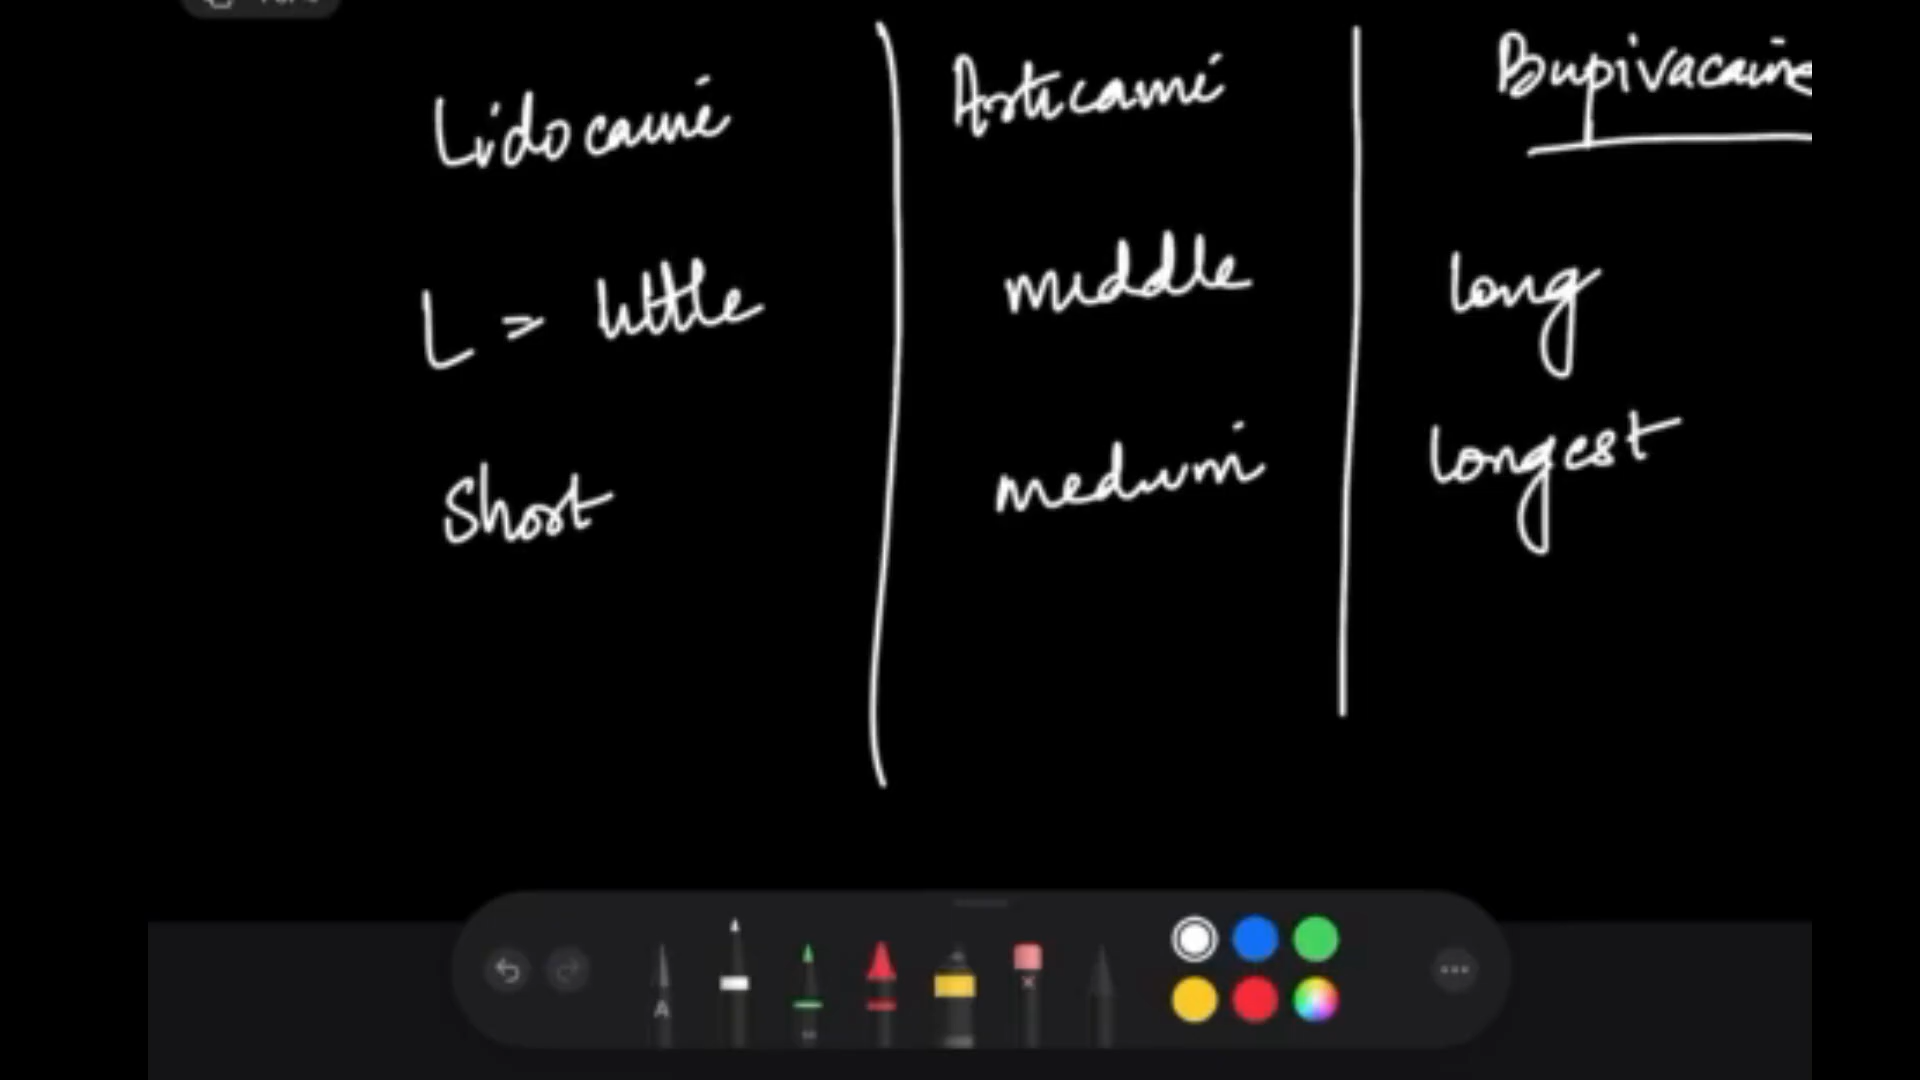 Lidocaine
Articaine
Bupivacaine
L = little
middle
long
Short
medium
longest
A